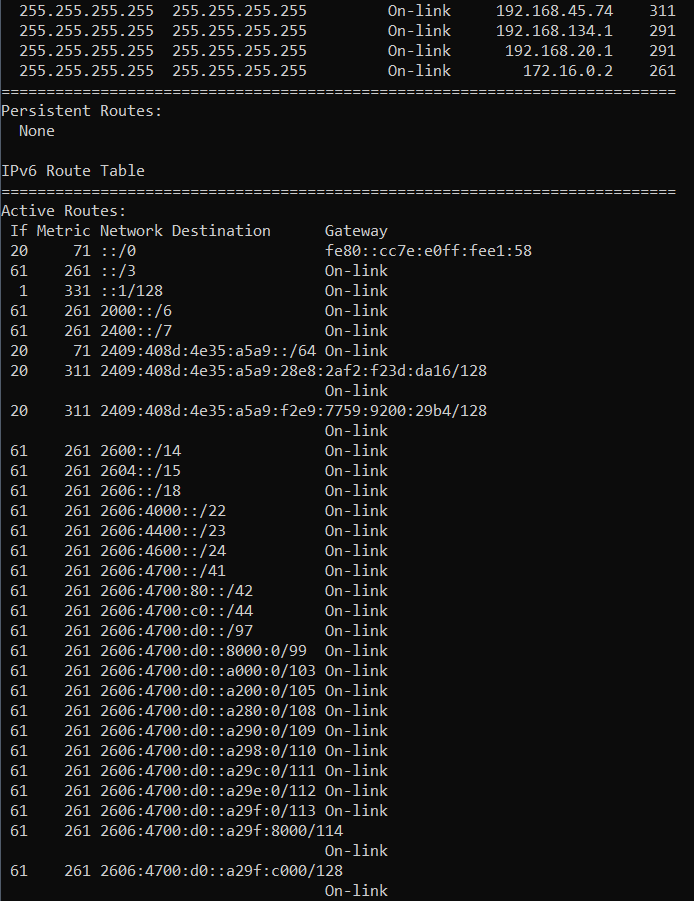 255.255.255.255  255.255.255.255         On-link     192.168.45.74    311
255.255.255.255  255.255.255.255         On-link     192.168.134.1    291
255.255.255.255  255.255.255.255         On-link      192.168.20.1    291
255.255.255.255  255.255.255.255         On-link        172.16.0.2    261
===========================================================================
Persistent Routes:
  None
IPv6 Route Table
===========================================================================
Active Routes:
 If Metric Network Destination      Gateway
 20     71 ::/0                     fe80::cc7e:e0ff:fee1:58
 61    261 ::/3                     On-link
  1    331 ::1/128                  On-link
 61    261 2000::/6                 On-link
 61    261 2400::/7                 On-link
 20     71 2409:408d:4e35:a5a9::/64 On-link
 20    311 2409:408d:4e35:a5a9:28e8:2af2:f23d:da16/128
                                    On-link
 20    311 2409:408d:4e35:a5a9:f2e9:7759:9200:29b4/128
                                    On-link
 61    261 2600::/14                On-link
 61    261 2604::/15                On-link
 61    261 2606::/18                On-link
 61    261 2606:4000::/22           On-link
 61    261 2606:4400::/23           On-link
 61    261 2606:4600::/24           On-link
 61    261 2606:4700::/41           On-link
 61    261 2606:4700:80::/42        On-link
 61    261 2606:4700:c0::/44        On-link
 61    261 2606:4700:d0::/97        On-link
 61    261 2606:4700:d0::8000:0/99  On-link
 61    261 2606:4700:d0::a000:0/103 On-link
 61    261 2606:4700:d0::a200:0/105 On-link
 61    261 2606:4700:d0::a280:0/108 On-link
 61    261 2606:4700:d0::a290:0/109 On-link
 61    261 2606:4700:d0::a298:0/110 On-link
 61    261 2606:4700:d0::a29c:0/111 On-link
 61    261 2606:4700:d0::a29e:0/112 On-link
 61    261 2606:4700:d0::a29f:0/113 On-link
 61    261 2606:4700:d0::a29f:8000/114
                                    On-link
 61    261 2606:4700:d0::a29f:c000/128
                                    On-link